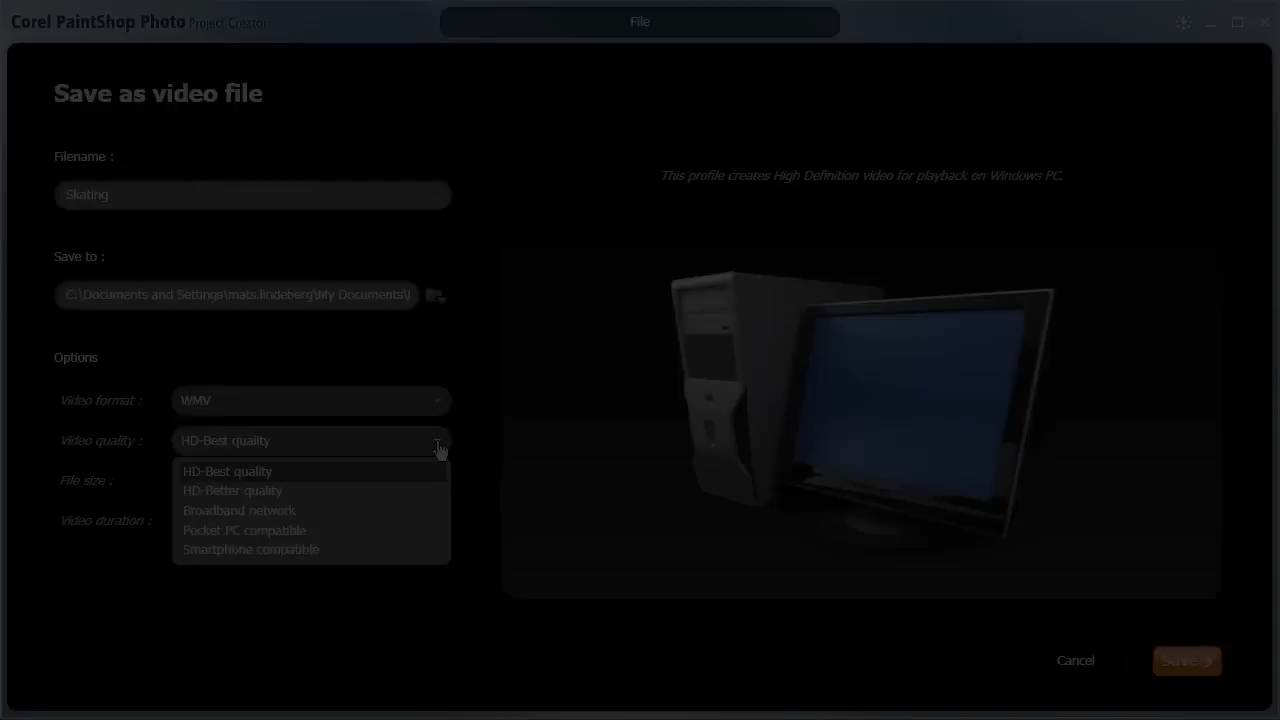 Corel PaintShop Photo Project Creator
File
Save as video file
Filename :
Skating
This profile creates High Definition video for playback on Windows PC.
Save to :
C:\Documents and Settings\mats.lindeberg\My Documents\
Options
Video format :
WMV
Video quality :
HD-Best quality
HD-Best quality
File size :
HD-Better quality
Broadband network
Video duration :
Pocket PC compatible
Smartphone compatible
Cancel
Save